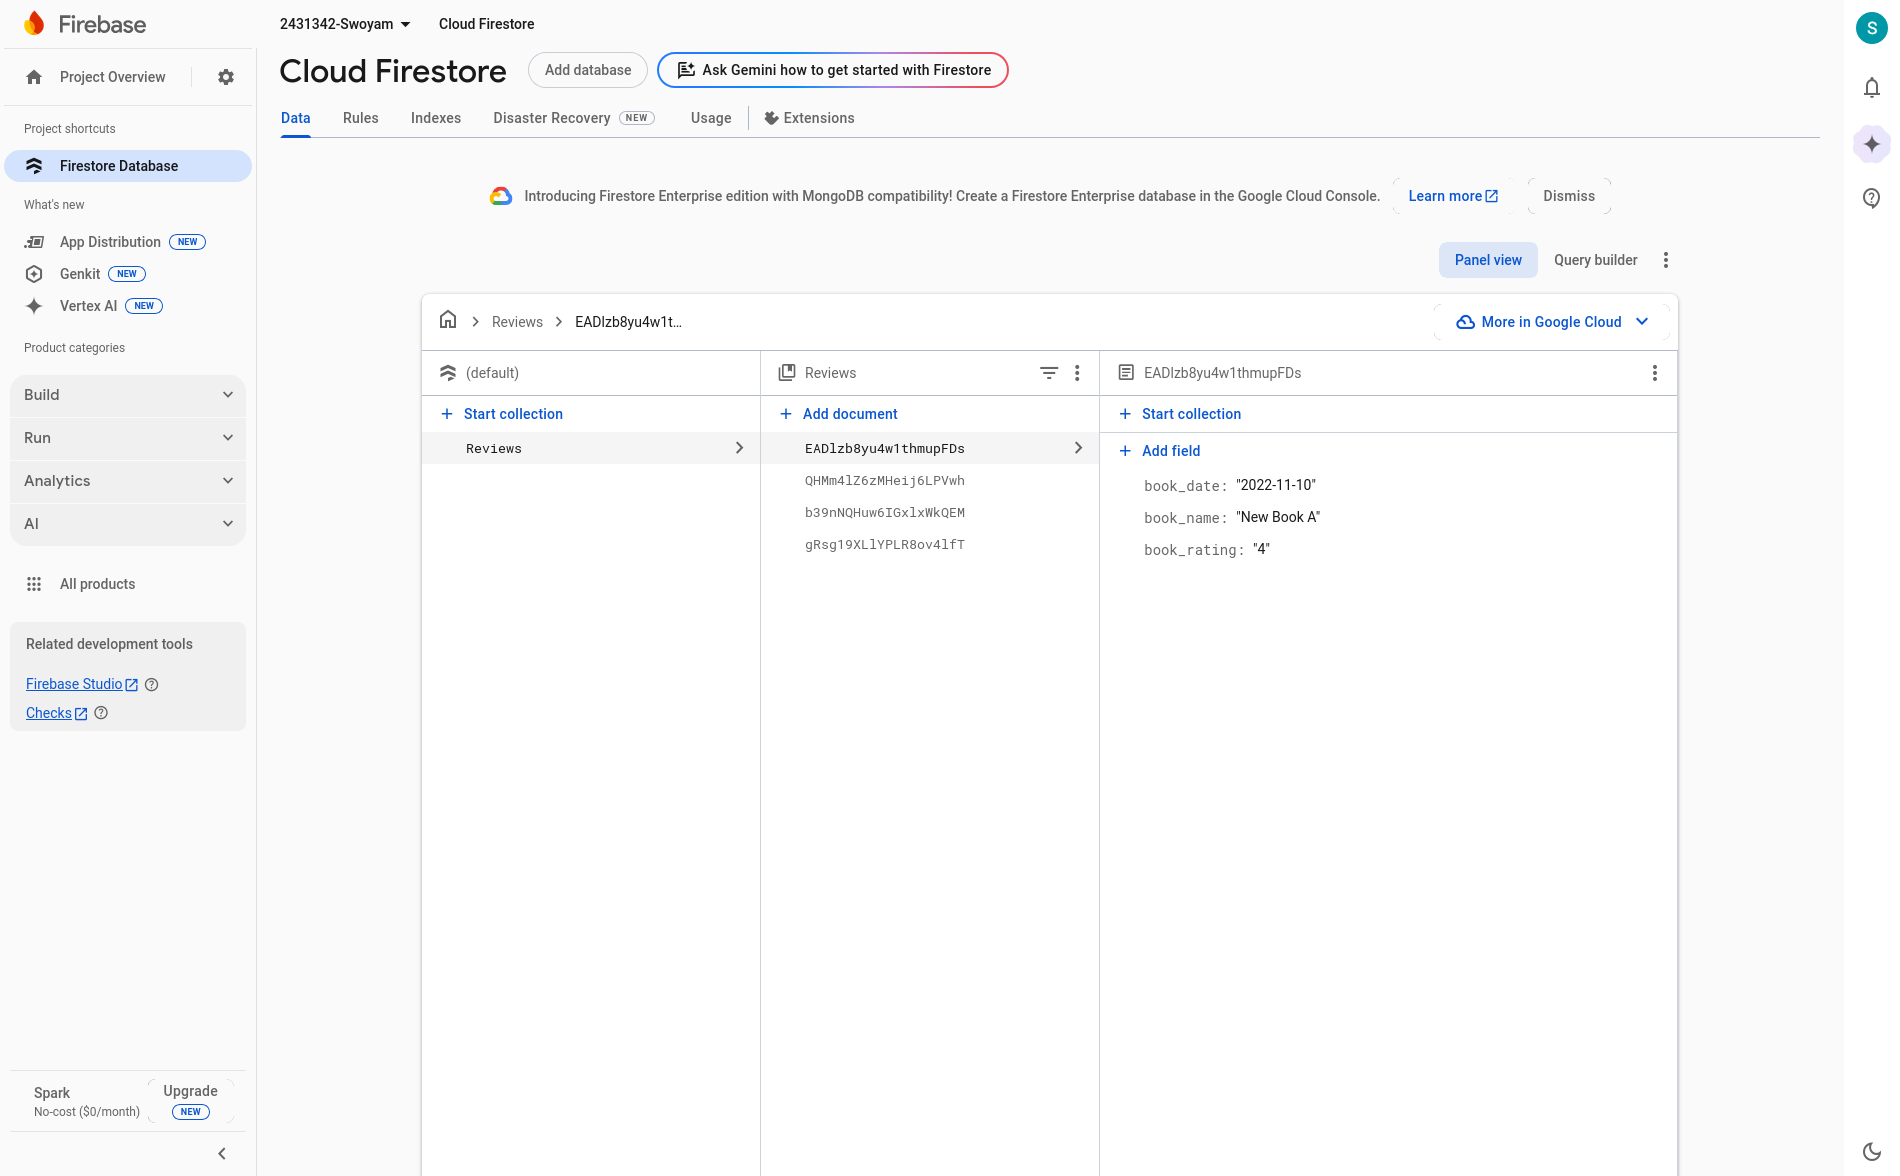 Firebase
2431342-Swoyam
Cloud Firestore
S
Project Overview
Cloud Firestore
Add database
Ask Gemini how to get started with Firestore
Data
Rules
Indexes
Disaster Recovery NEW
Usage
Extensions
Project shortcuts
Firestore Database
What's new
App Distribution NEW
Genkit NEW
Vertex AI NEW
Product categories
Build
Run
Analytics
AI
All products
Related development tools
Firebase Studio
Checks
Spark
No-cost ($0/month)
Upgrade
NEW
Introducing Firestore Enterprise edition with MongoDB compatibility! Create a Firestore Enterprise database in the Google Cloud Console.
Learn more
Dismiss
Panel view
Query builder
Reviews
EADlzb8yu4w1t...
More in Google Cloud
(default)
Start collection
Reviews
Reviews
Add document
EADlzb8yu4w1thmupFDs
QHMm4lZ6zMHeij6LPVwh
b39nNQHuw6IGxlxWkQEM
gRsg19XLlYPLR8ov4lfT
EADlzb8yu4w1thmupFDs
Start collection
Add field
book_date: "2022-11-10"
book_name: "New Book A"
book_rating: "4"